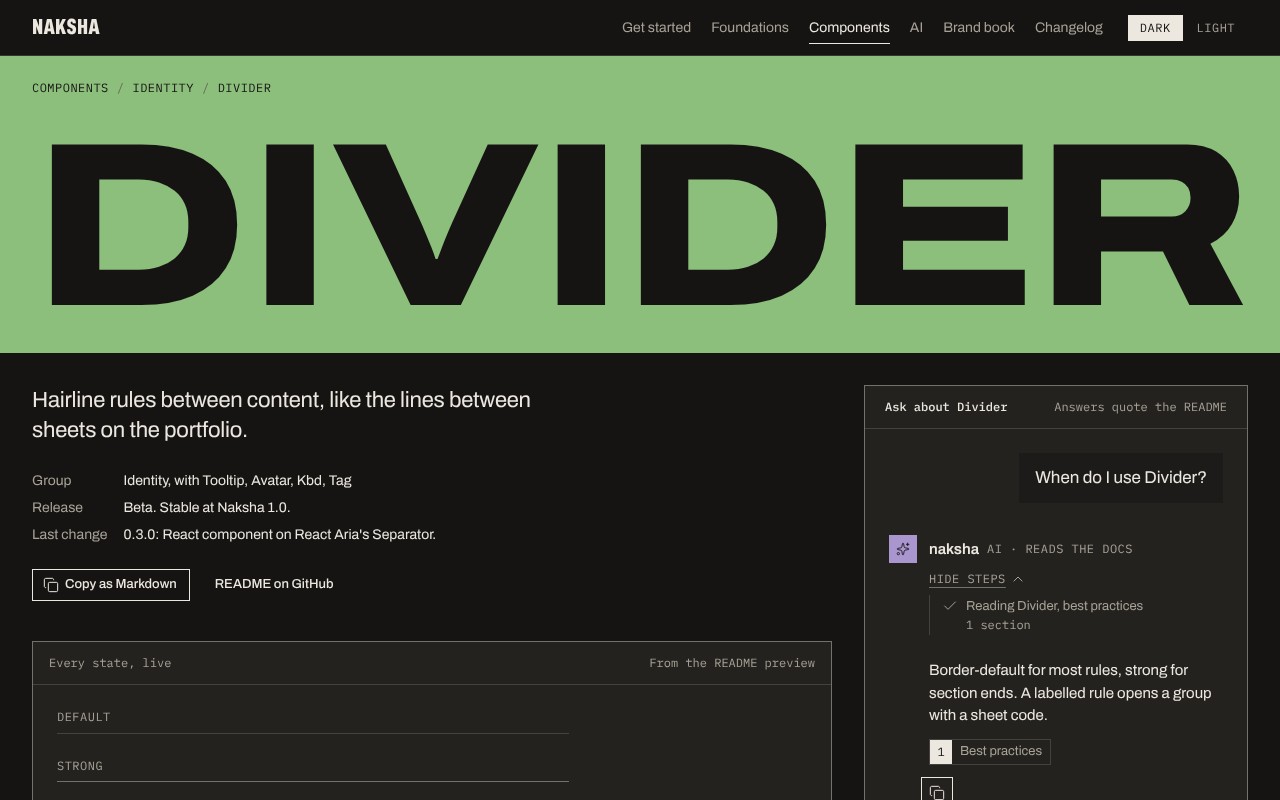 NAKSHA
Get started
Foundations
Components
AI
Brand book
Changelog
DARK
LIGHT
COMPONENTS / IDENTITY / DIVIDER
DIVIDER
Hairline rules between content, like the lines between
sheets on the portfolio.
Group Identity, with Tooltip, Avatar, Kbd, Tag
Release Beta. Stable at Naksha 1.0.
Last change 0.3.0: React component on React Aria's Separator.
Copy as Markdown
README on GitHub
Every state, live
From the README preview
DEFAULT
STRONG
Ask about Divider
Answers quote the README
When do I use Divider?
naksha AI · READS THE DOCS
HIDE STEPS
Reading Divider, best practices
1 section
Border-default for most rules, strong for
section ends. A labelled rule opens a group
with a sheet code.
1 Best practices